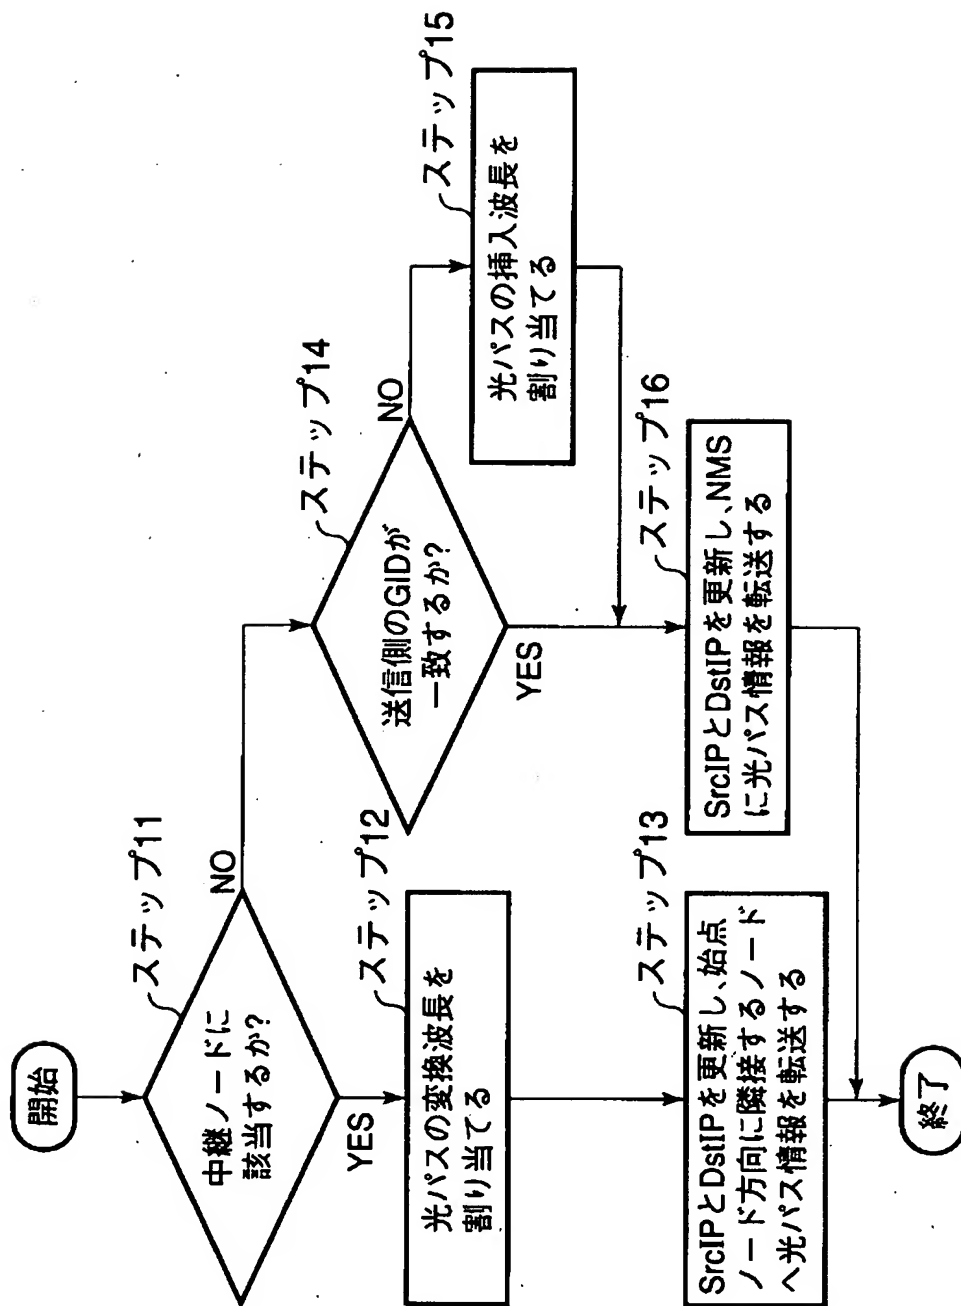 開始
ステップ11
中継ノードに
該当するか?
NO
YES
ステップ12
光パスの変換波長を
割り当てる
ステップ13
SrcIPとDstIPを更新し、始点
ノード方向に隣接するノード
へ光パス情報を転送する
ステップ14
送信側のGIDが
一致するか?
NO
YES
ステップ15
光パスの挿入波長を
割り当てる
ステップ16
SrcIPとDstIPを更新し、NMS
に光パス情報を転送する
終了